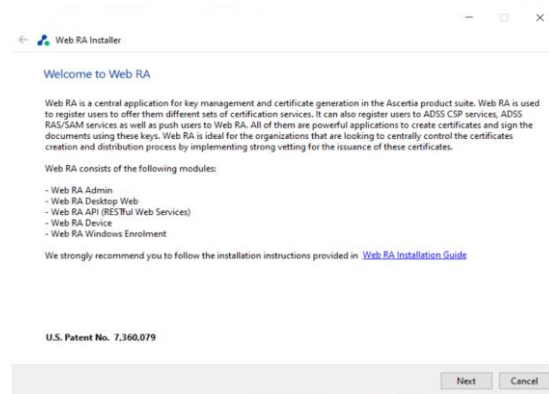 Web RA Installer
Welcome to Web RA
Web RA is a central application for key management and certificate generation in the Ascertia product suite. Web RA is used
to register users to offer them different sets of certification services. It can also register users to ADSS CSP services, ADSS
RAS/SAM services as well as push users to Web RA. All of them are powerful applications to create certificates and sign the
documents using these keys. Web RA is ideal for the organizations that are looking to centrally control the certificates
creation and distribution process by implementing strong vetting for the issuance of these certificates.
Web RA consists of the following modules:
- Web RA Admin
- Web RA Desktop Web
- Web RA API (RESTful Web Services)
- Web RA Device
- Web RA Windows Enrolment
We strongly recommend you to follow the installation instructions provided in Web RA Installation Guide
U.S. Patent No. 7,360,079
Next Cancel